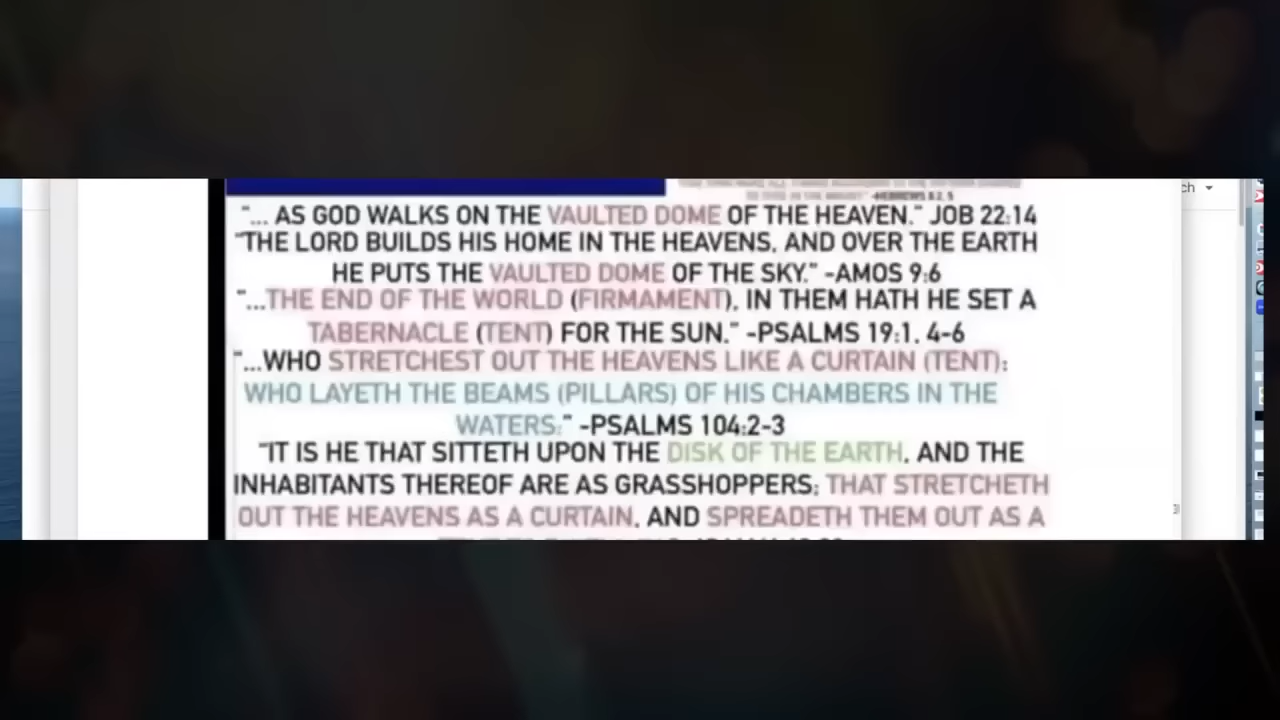 ch
"... AS GOD WALKS ON THE VAULTED DOME OF THE HEAVEN." JOB 22:14
"THE LORD BUILDS HIS HOME IN THE HEAVENS, AND OVER THE EARTH
HE PUTS THE VAULTED DOME OF THE SKY." -AMOS 9:6
"...THE END OF THE WORLD (FIRMAMENT), IN THEM HATH HE SET A
TABERNACLE (TENT) FOR THE SUN." -PSALMS 19:1, 4-6
"...WHO STRETCHEST OUT THE HEAVENS LIKE A CURTAIN (TENT):
WHO LAYETH THE BEAMS (PILLARS) OF HIS CHAMBERS IN THE
WATERS:" -PSALMS 104:2-3
"IT IS HE THAT SITTETH UPON THE DISK OF THE EARTH, AND THE
INHABITANTS THEREOF ARE AS GRASSHOPPERS; THAT STRETCHETH
OUT THE HEAVENS AS A CURTAIN, AND SPREADETH THEM OUT AS A